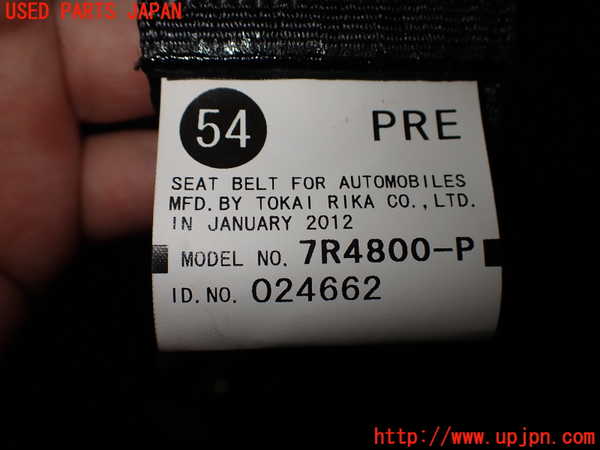 USED PARTS JAPAN
54 PRE
SEAT BELT FOR AUTOMOBILES
MFD. BY TOKAI RIKA CO., LTD.
IN JANUARY 2012
MODEL NO. 7R4800-P
ID. NO. 024662
www.upjpn.com